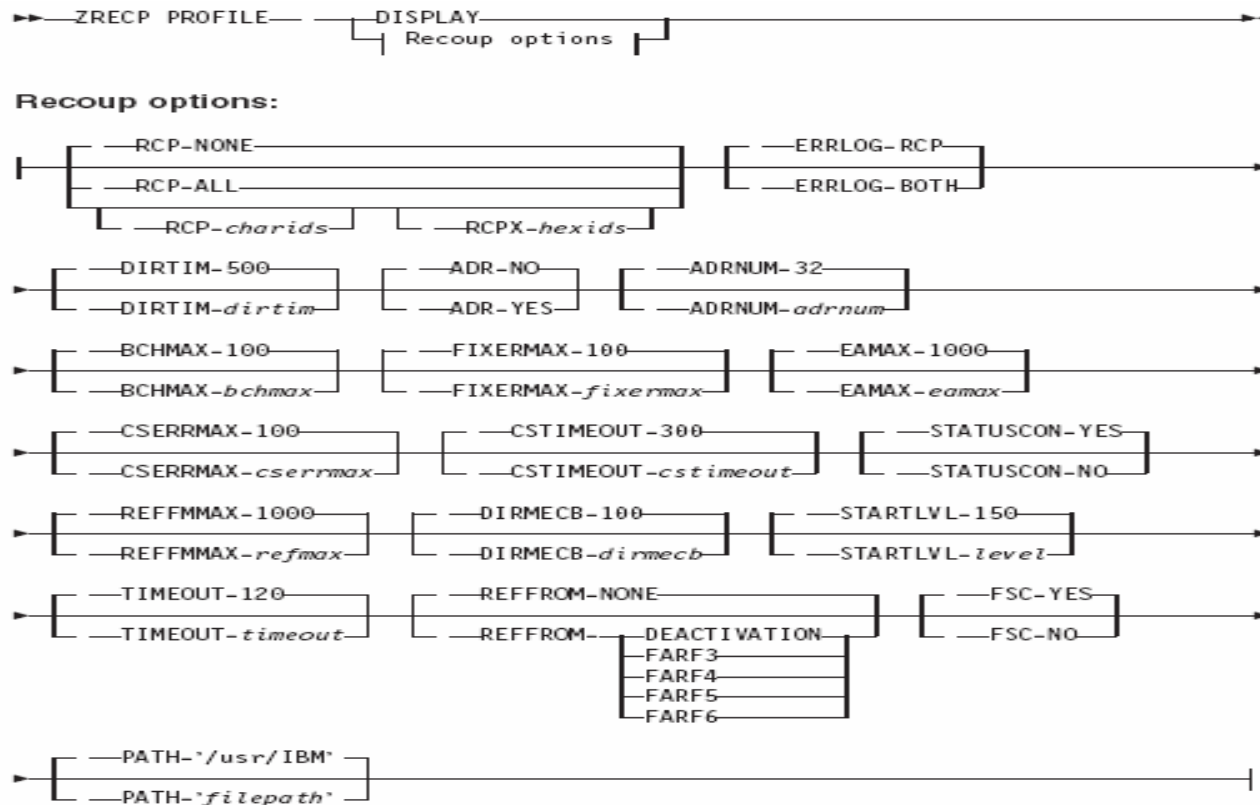 ZRECP PROFILE DISPLAY
Recoup options
Recoup options:
RCP-NONE ERRLOG-RCP
RCP-ALL ERRLOG-BOTH
RCP-charids RCPX-hexids
DIRTIM-500 ADR-NO ADRNUM-32
DIRTIM-dirtim ADR-YES ADRNUM-adrnum
BCHMAX-100 FIXERMAX-100 EAMAX-1000
BCHMAX-bchmax FIXERMAX-fixermax EAMAX-eamax
CSERRMAX-100 CSTIMEOUT-300 STATUSCON-YES
CSERRMAX-cserrmax CSTIMEOUT-cstimeout STATUSCON-NO
REFFMMAX-1000 DIRMECB-100 STARTLVL-150
REFFMMAX-refmax DIRMECB-dirmecb STARTLVL-level
TIMEOUT-120 REFFROM-NONE FSC-YES
TIMEOUT-timeout REFFROM- DEACTIVATION FSC-NO
FARF3
FARF4
FARF5
FARF6
PATH-'/usr/IBM'
PATH-'filepath'